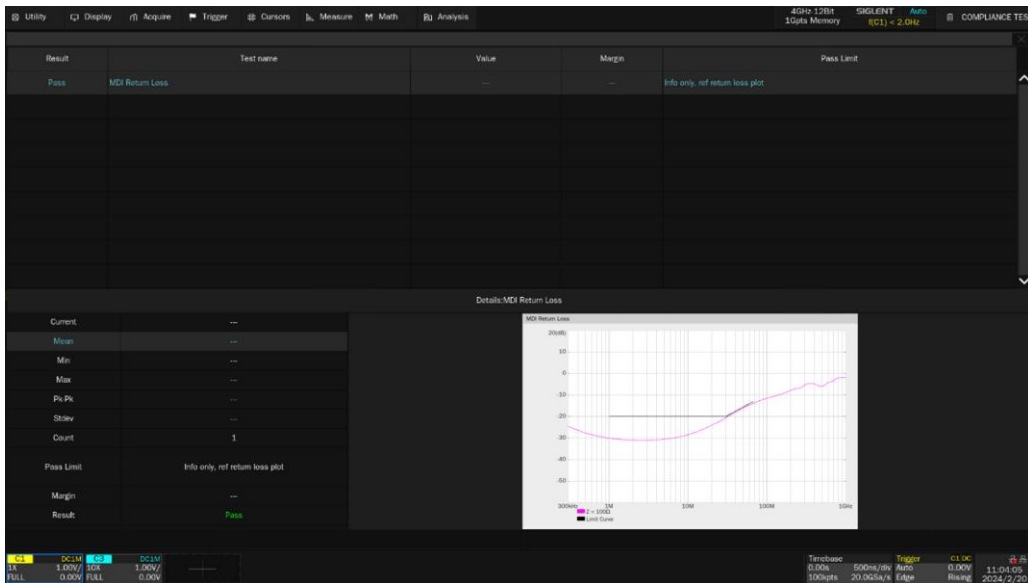 Utility Display Acquire Trigger Cursors Measure Math Analysis
4GHz-12Bit SIGLENT Auto
1Gpts Memory f(C1) < 2.0Hz
COMPLIANCE TES
Result Test name Value Margin Pass Limit
Pass MDI Return Loss --- --- Info only, ref return loss plot
Details:MDI Return Loss
Current ---
Mean ---
Min ---
Max ---
Pk-Pk ---
Stdev ---
Count 1
Pass Limit Info only, ref return loss plot
Margin ---
Result Pass
MDI Return Loss
20(dB)
10
0
-10
-20
-30
-40
-50
300kHz 1M 10M 100M 1GHz
Z = 100Ω
Limit Curve
C1 DC1M
1X 1.00V/
FULL 0.00V
C3 DC1M
10X 1.00V/
FULL 0.00V
Timebase
0.00s 500ns/div
100kpts 20.0GSa/s
Trigger C1 DC
Auto 0.00V
Edge Rising
11:04:05
2024/2/20